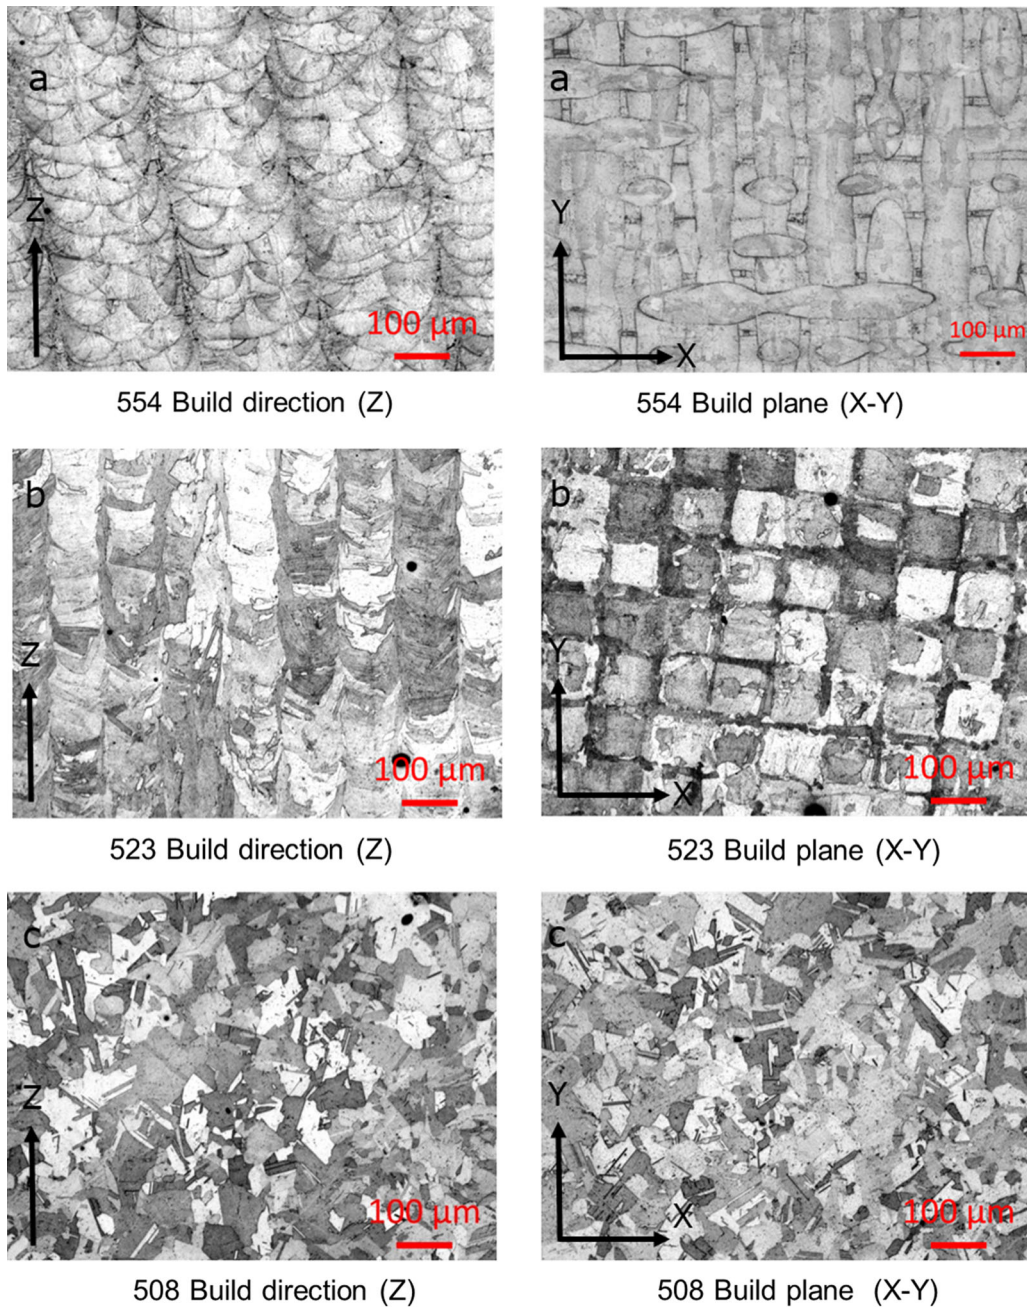 a
Z
100 µm
a
Y
X
100 µm
554 Build direction (Z)
554 Build plane (X-Y)
b
Z
100 µm
b
Y
X
100 µm
523 Build direction (Z)
523 Build plane (X-Y)
c
Z
100 µm
c
Y
X
100 µm
508 Build direction (Z)
508 Build plane (X-Y)